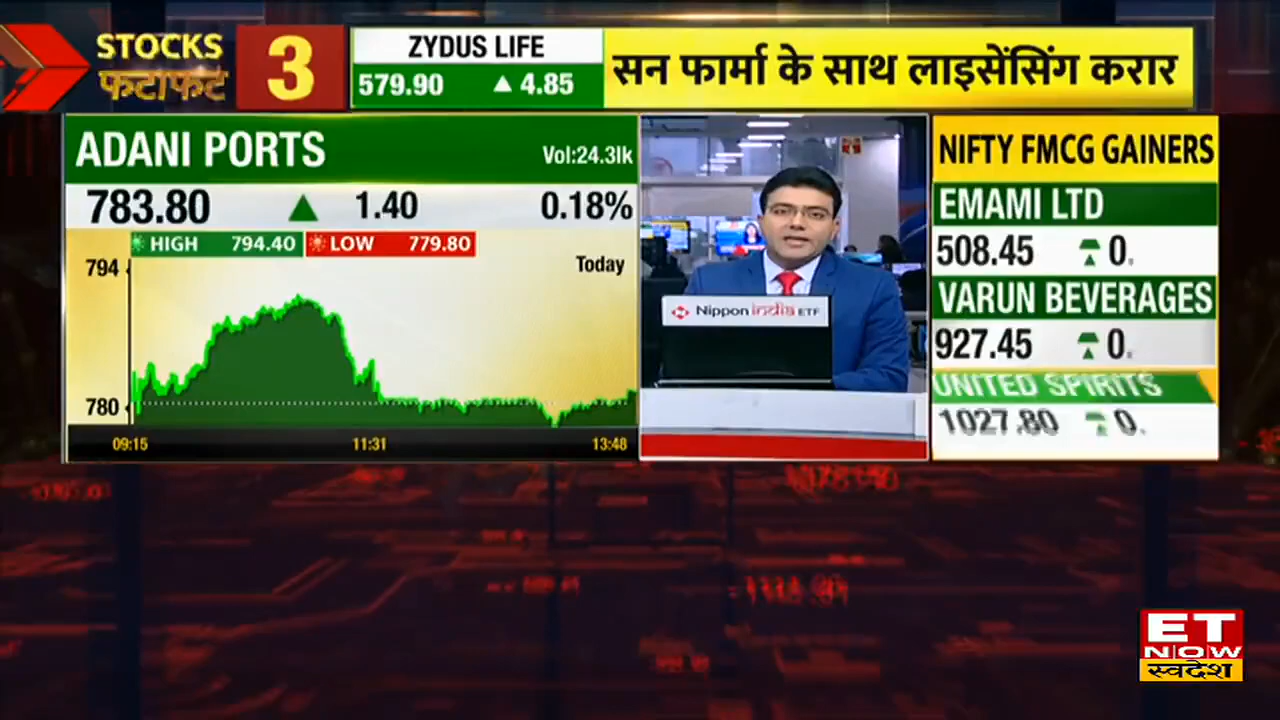 STOCKS
फटाफट
3
ZYDUS LIFE
579.90 ▲ 4.85
सन फार्मा के साथ लाइसेंसिंग करार
ADANI PORTS
Vol:24.3lk
783.80 ▲ 1.40 0.18%
HIGH 794.40 LOW 779.80
794
Today
780
09:15 11:31 13:48
Nippon india ETF
NIFTY FMCG GAINERS
EMAMI LTD
508.45 0.
VARUN BEVERAGES
927.45 0.
UNITED SPIRITS
1027.80 0.
ET
NOW
स्वदेश